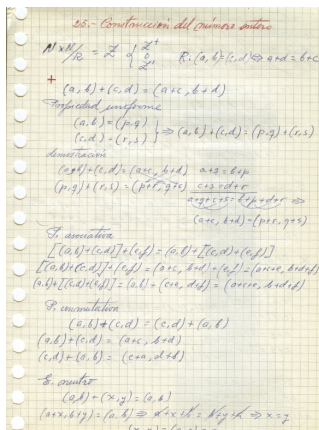 25.- Construcción del número entero
N×N/R = Z { Z⁺ 0 Z⁻ R: (a,b)=(c,d) ⇔ a+d=b+c
+
(a,b)+(c,d)=(a+c, b+d)
Propiedad uniforme
(a,b)=(p,q)
(c,d)=(r,s) } ⇒ (a,b)+(c,d)=(p,q)+(r,s)
demostración
(a,b)+(c,d)=(a+c, b+d) a+q=b+p
(p,q)+(r,s)=(p+r, q+s) c+s=d+r
a+q+c+s=b+p+d+r ⇒
(a+c, b+d)=(p+r, q+s)
P. asociativa
[(a,b)+(c,d)]+(e,f)=(a,b)+[(c,d)+(e,f)]
[(a,b)+(c,d)]+(e,f)=(a+c, b+d)+(e,f)=(a+c+e, b+d+f)
(a,b)+[(c,d)+(e,f)]=(a,b)+(c+e, d+f)=(a+c+e, b+d+f)
P. conmutativa
(a,b)+(c,d)=(c,d)+(a,b)
(a,b)+(c,d)=(a+c, b+d)
(c,d)+(a,b)=(c+a, d+b)
E. neutro
(a,b)+(x,y)=(a,b)
(a+x, b+y)=(a,b) ⇒ a+x+b=b+y+a ⇒ x=y